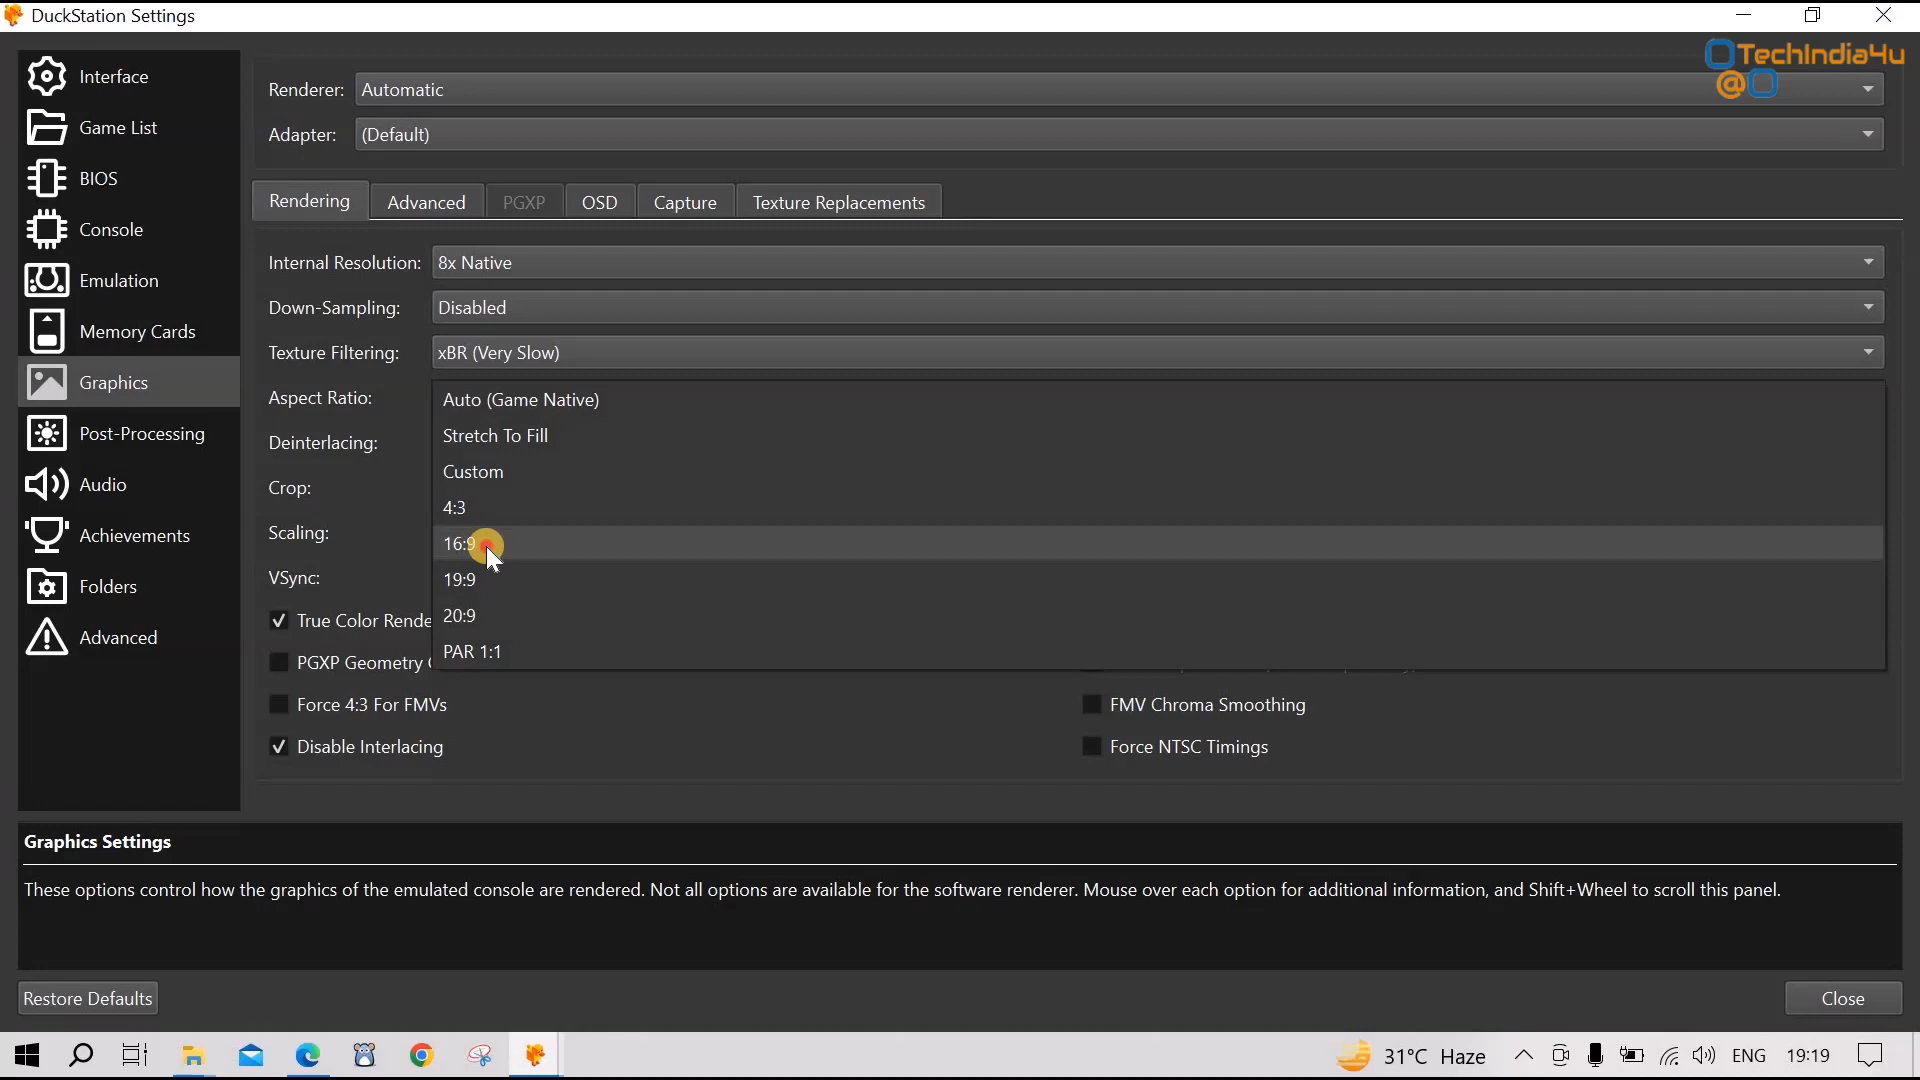 DuckStation Settings
TechIndia4u
@
Interface
Game List
BIOS
Console
Emulation
Memory Cards
Graphics
Post-Processing
Audio
Achievements
Folders
Advanced
Renderer: Automatic
Adapter: (Default)
Rendering Advanced PGXP OSD Capture Texture Replacements
Internal Resolution: 8x Native
Down-Sampling: Disabled
Texture Filtering: xBR (Very Slow)
Aspect Ratio:
Deinterlacing:
Crop:
Scaling:
VSync:
Auto (Game Native)
Stretch To Fill
Custom
4:3
16:9
19:9
20:9
PAR 1:1
True Color Rende
PGXP Geometry
Force 4:3 For FMVs
FMV Chroma Smoothing
Disable Interlacing
Force NTSC Timings
Graphics Settings
These options control how the graphics of the emulated console are rendered. Not all options are available for the software renderer. Mouse over each option for additional information, and Shift+Wheel to scroll this panel.
Restore Defaults
Close
31°C Haze
ENG
19:19